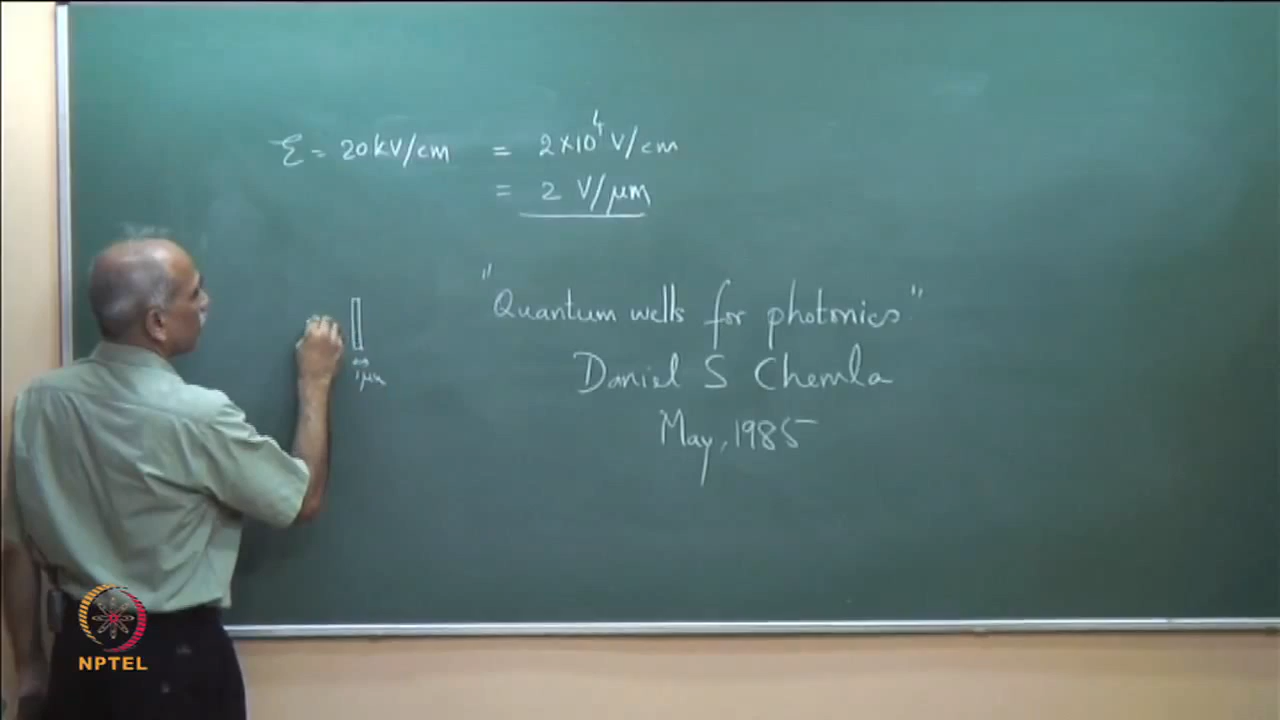 ℰ = 20kV/cm = 2×10⁴ V/cm
= 2 V/μm
"Quantum wells for photonics"
Daniel S Chemla
May, 1985
1μm
NPTEL